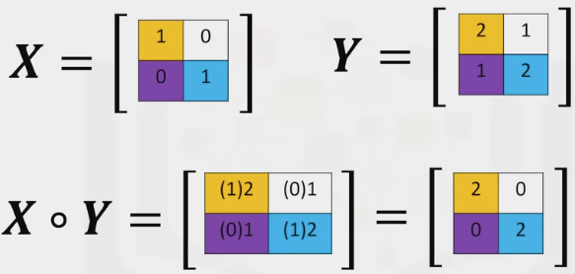 X = [ 1 0 Y = [ 2 1
0 1 ] 1 2 ]
X ∘ Y = [ (1)2 (0)1 = [ 2 0
(0)1 (1)2 ] 0 2 ]